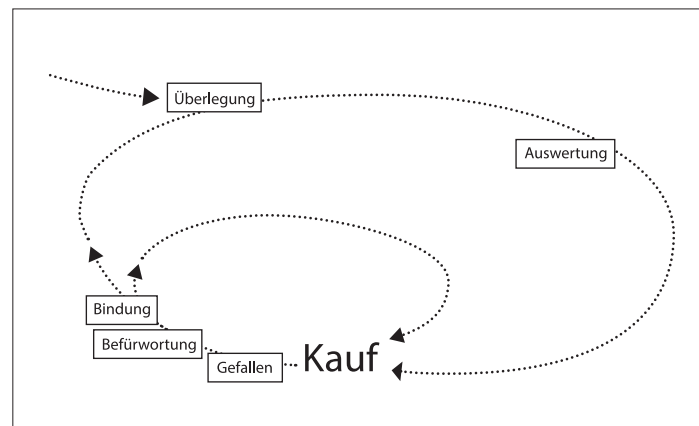 Überlegung
Auswertung
Bindung
Befürwortung
Gefallen
Kauf